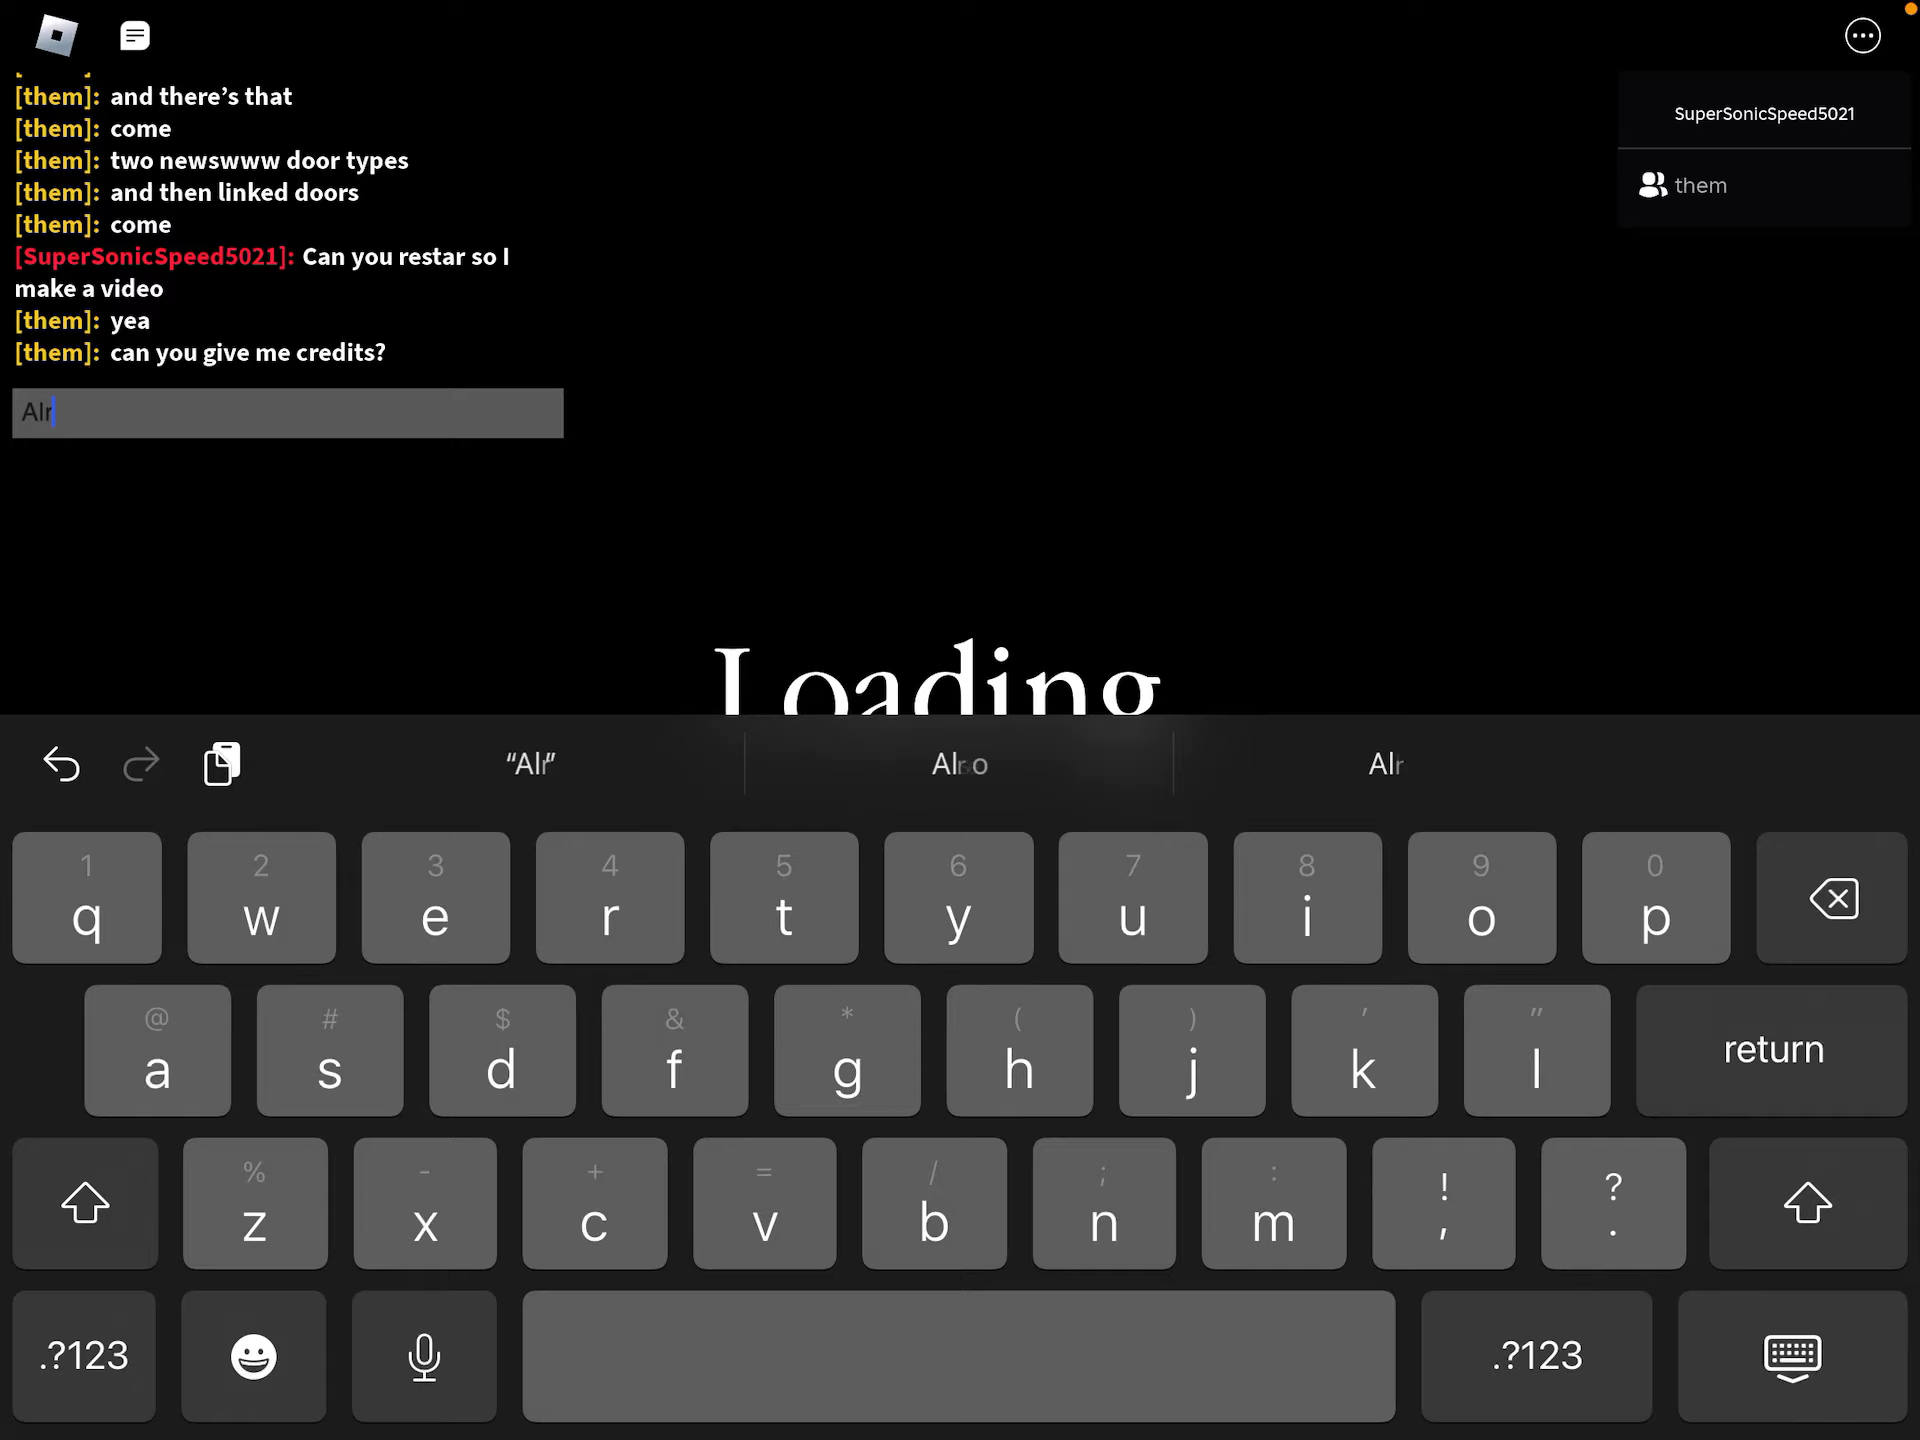 [them]: and there's that
[them]: come
[them]: two newswww door types
[them]: and then linked doors
[them]: come
[SuperSonicSpeed5021]: Can you restar so I
make a video
[them]: yea
[them]: can you give me credits?
Alr
SuperSonicSpeed5021
them
Loading
“Alr” Alr
1 2 3 4 5 6 7 8 9 0
q w e r t y u i o p
@ # $ & * ( ) ' "
a s d f g h j k l return
% - + = / ; : ! ?
z x c v b n m , .
.?123 .?123